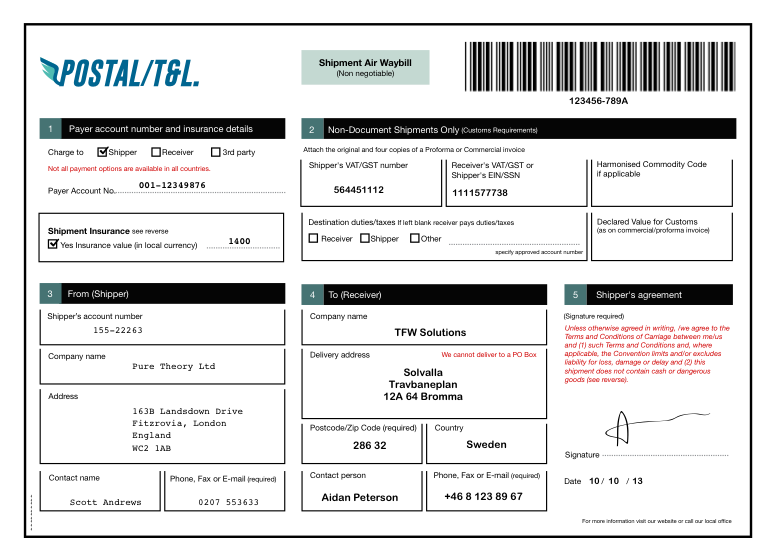 POSTAL/T&L.
Shipment Air Waybill
(Non negotiable)
123456-789A
1 Payer account number and insurance details
Charge to Shipper Receiver 3rd party
Not all payment options are available in all countries.
Payer Account No. 001-12349876
Shipment Insurance see reverse
Yes Insurance value (in local currency) 1400
2 Non-Document Shipments Only (Customs Requirements)
Attach the original and four copies of a Proforma or Commercial invoice
Shipper's VAT/GST number
564451112
Receiver's VAT/GST or
Shipper's EIN/SSN
1111577738
Harmonised Commodity Code
if applicable
Destination duties/taxes if left blank receiver pays duties/taxes
Receiver Shipper Other
specify approved account number
Declared Value for Customs
(as on commercial/proforma invoice)
3 From (Shipper)
Shipper's account number
155-22263
Company name
Pure Theory Ltd
Address
163B Landsdown Drive
Fitzrovia, London
England
WC2 1AB
Contact name
Scott Andrews
Phone, Fax or E-mail (required)
0207 553633
4 To (Receiver)
Company name
TFW Solutions
Delivery address We cannot deliver to a PO Box
Solvalla
Travbaneplan
12A 64 Bromma
Postcode/Zip Code (required)
286 32
Country
Sweden
Contact person
Aidan Peterson
Phone, Fax or E-mail (required)
+46 8 123 89 67
5 Shipper's agreement
(Signature required)
Unless otherwise agreed in writing, /we agree to the
Terms and Conditions of Carriage between me/us
and (1) such Terms and Conditions and, where
applicable, the Convention limits and/or excludes
liability for loss, damage or delay and (2) this
shipment does not contain cash or dangerous
goods (see reverse).
Signature
Date 10 / 10 / 13
For more information visit our website or call our local office